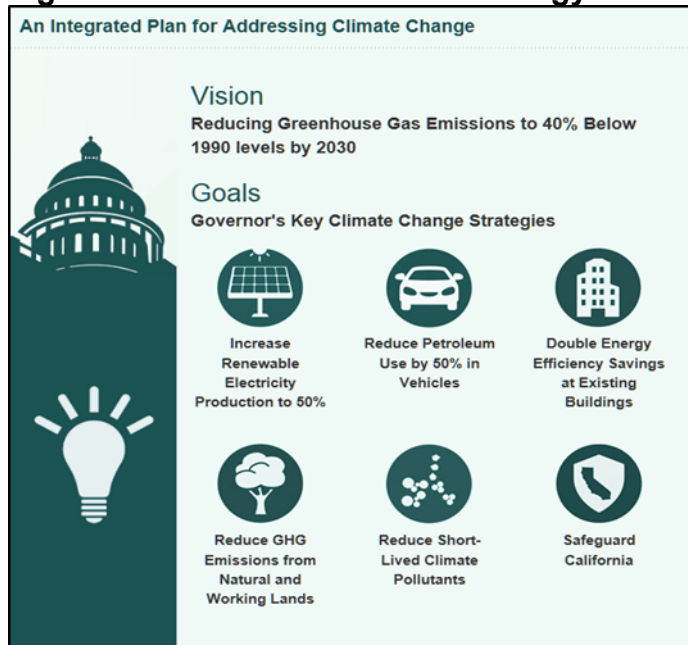 An Integrated Plan for Addressing Climate Change
Vision
Reducing Greenhouse Gas Emissions to 40% Below
1990 levels by 2030
Goals
Governor's Key Climate Change Strategies
Increase
Renewable
Electricity
Production to 50%
Reduce Petroleum
Use by 50% in
Vehicles
Double Energy
Efficiency Savings
at Existing
Buildings
Reduce GHG
Emissions from
Natural and
Working Lands
Reduce Short-
Lived Climate
Pollutants
Safeguard
California